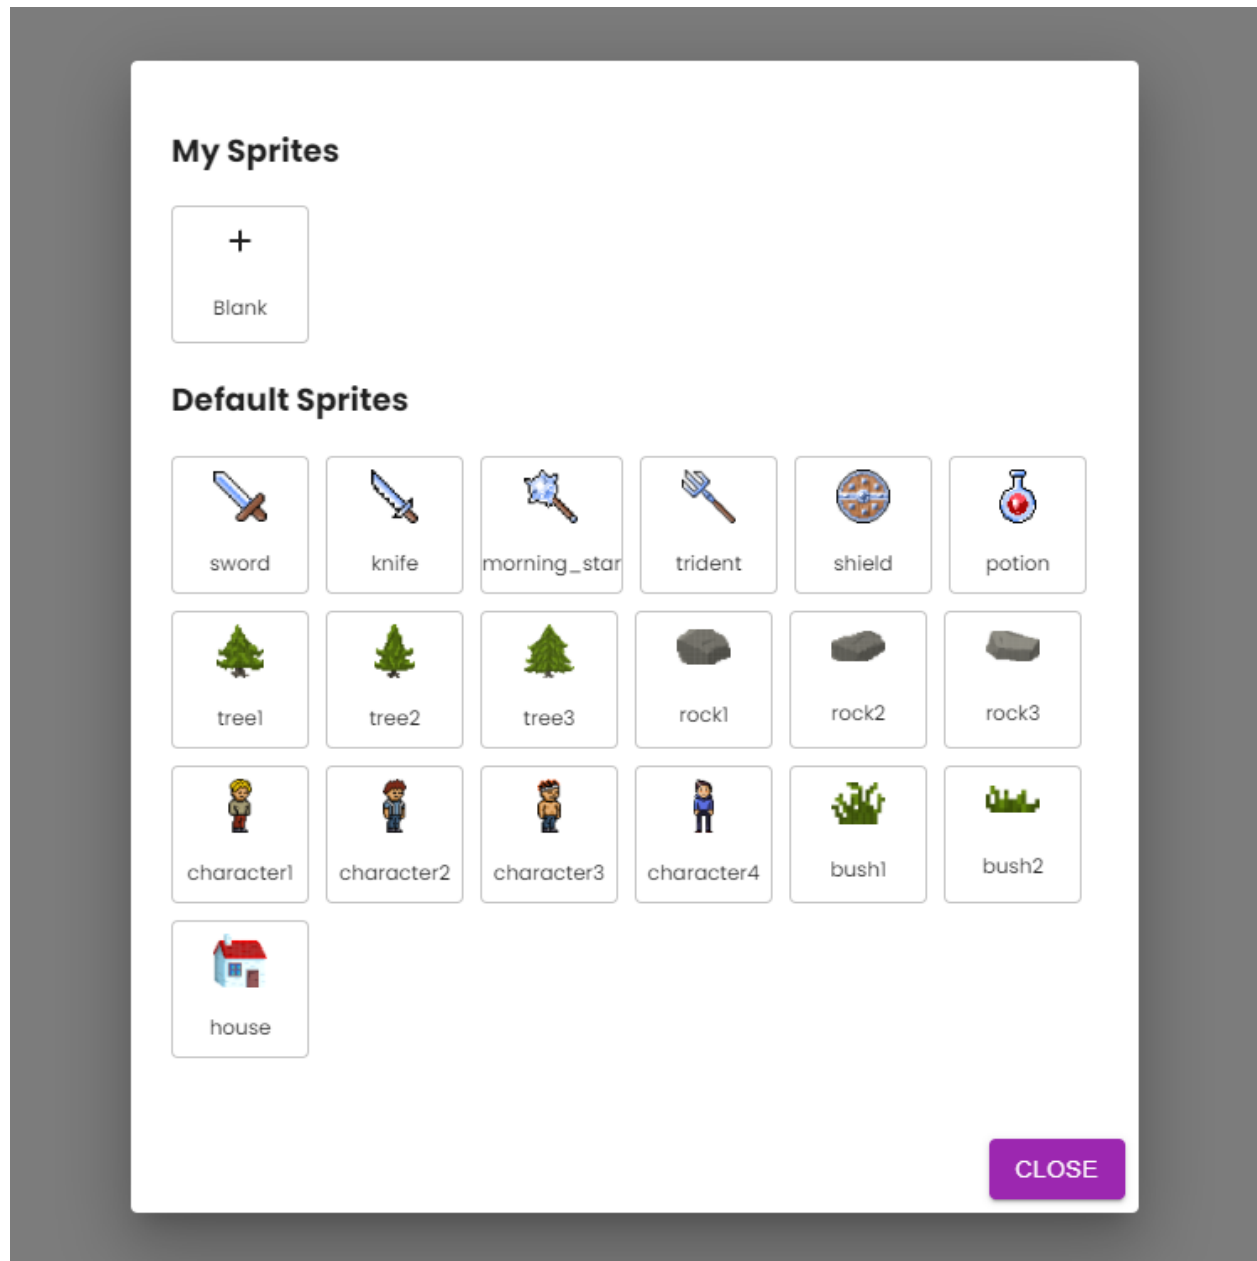 My Sprites
Blank
Default Sprites
sword knife morning_star trident shield potion
tree1 tree2 tree3 rock1 rock2 rock3
character1 character2 character3 character4 bush1 bush2
house
CLOSE